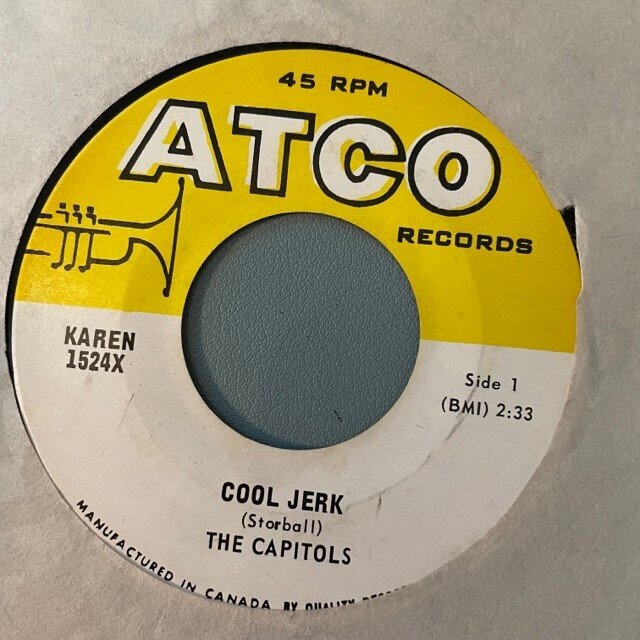 45 RPM
ATCO
RECORDS
KAREN
1524X
Side 1
(BMI) 2:33
COOL JERK
(Storball)
THE CAPITOLS
MANUFACTURED IN CANADA BY QUALITY